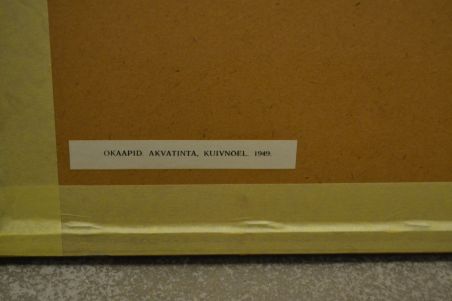 OKAAPID. AKVATINTA, KUIVNÕEL. 1949.